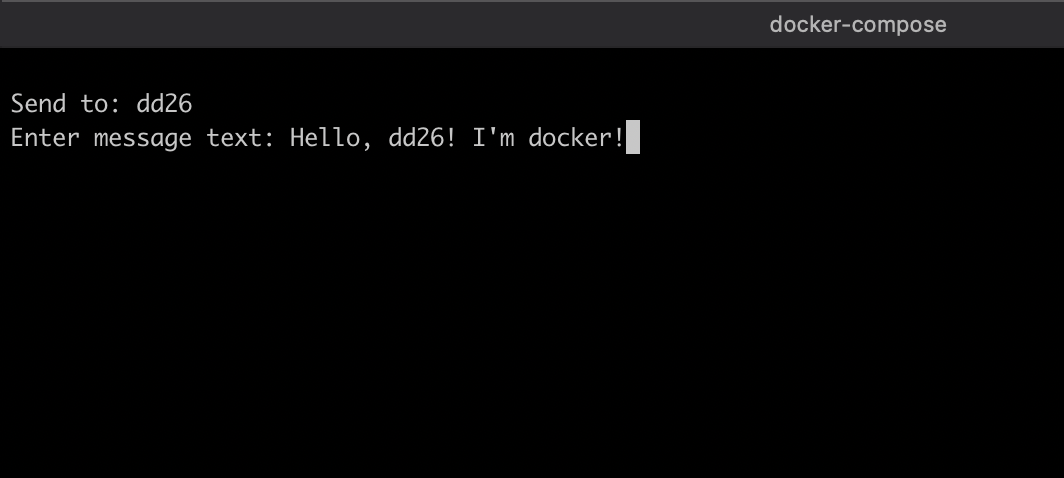 docker-compose
Send to: dd26
Enter message text: Hello, dd26! I'm docker!